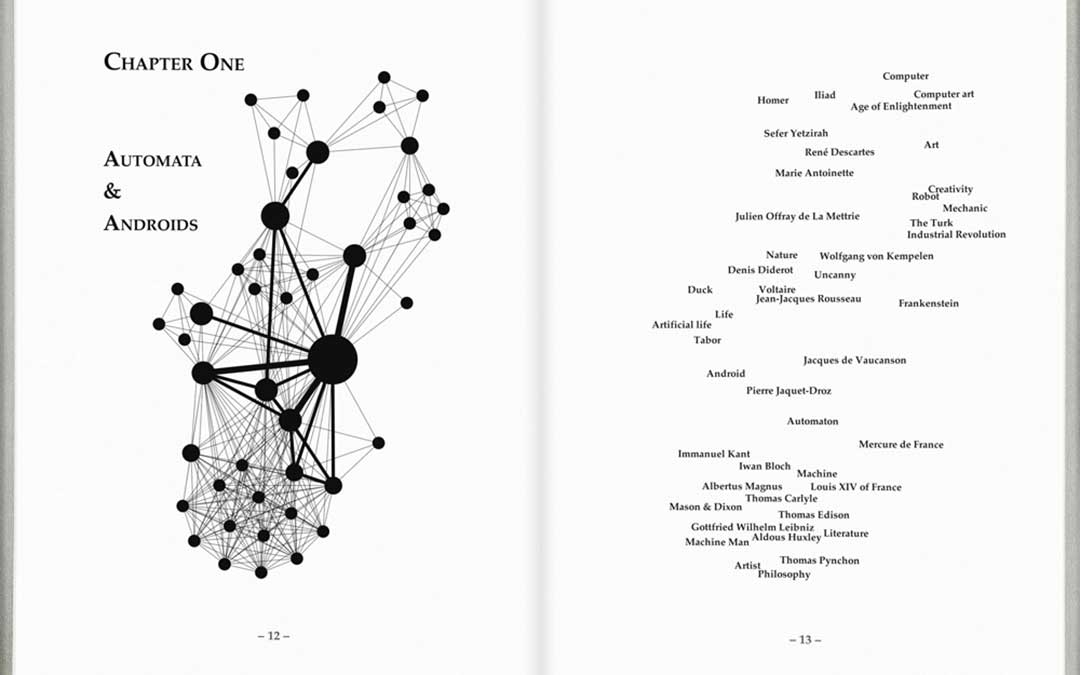 CHAPTER ONE
AUTOMATA
&
ANDROIDS
– 12 –
Computer
Homer
Iliad
Computer art
Age of Enlightenment
Sefer Yetzirah
René Descartes
Art
Marie Antoinette
Creativity
Robot
Mechanic
Julien Offray de La Mettrie
The Turk
Industrial Revolution
Nature
Wolfgang von Kempelen
Denis Diderot
Uncanny
Duck
Voltaire
Jean-Jacques Rousseau
Frankenstein
Life
Artificial life
Tabor
Jacques de Vaucanson
Android
Pierre Jaquet-Droz
Automaton
Mercure de France
Immanuel Kant
Iwan Bloch
Machine
Albertus Magnus
Louis XIV of France
Thomas Carlyle
Mason & Dixon
Thomas Edison
Gottfried Wilhelm Leibniz
Literature
Aldous Huxley
Machine Man
Thomas Pynchon
Artist
Philosophy
– 13 –